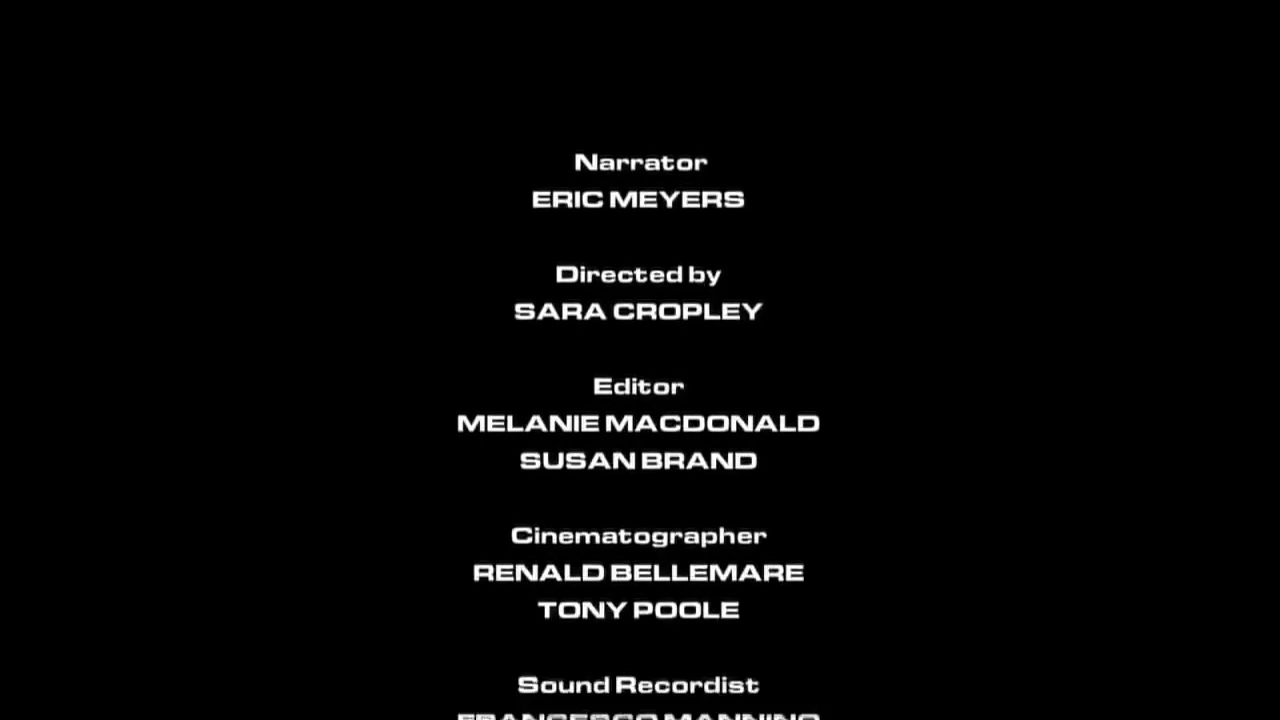 Narrator
ERIC MEYERS
Directed by
SARA CROPLEY
Editor
MELANIE MACDONALD
SUSAN BRAND
Cinematographer
RENALD BELLEMARE
TONY POOLE
Sound Recordist